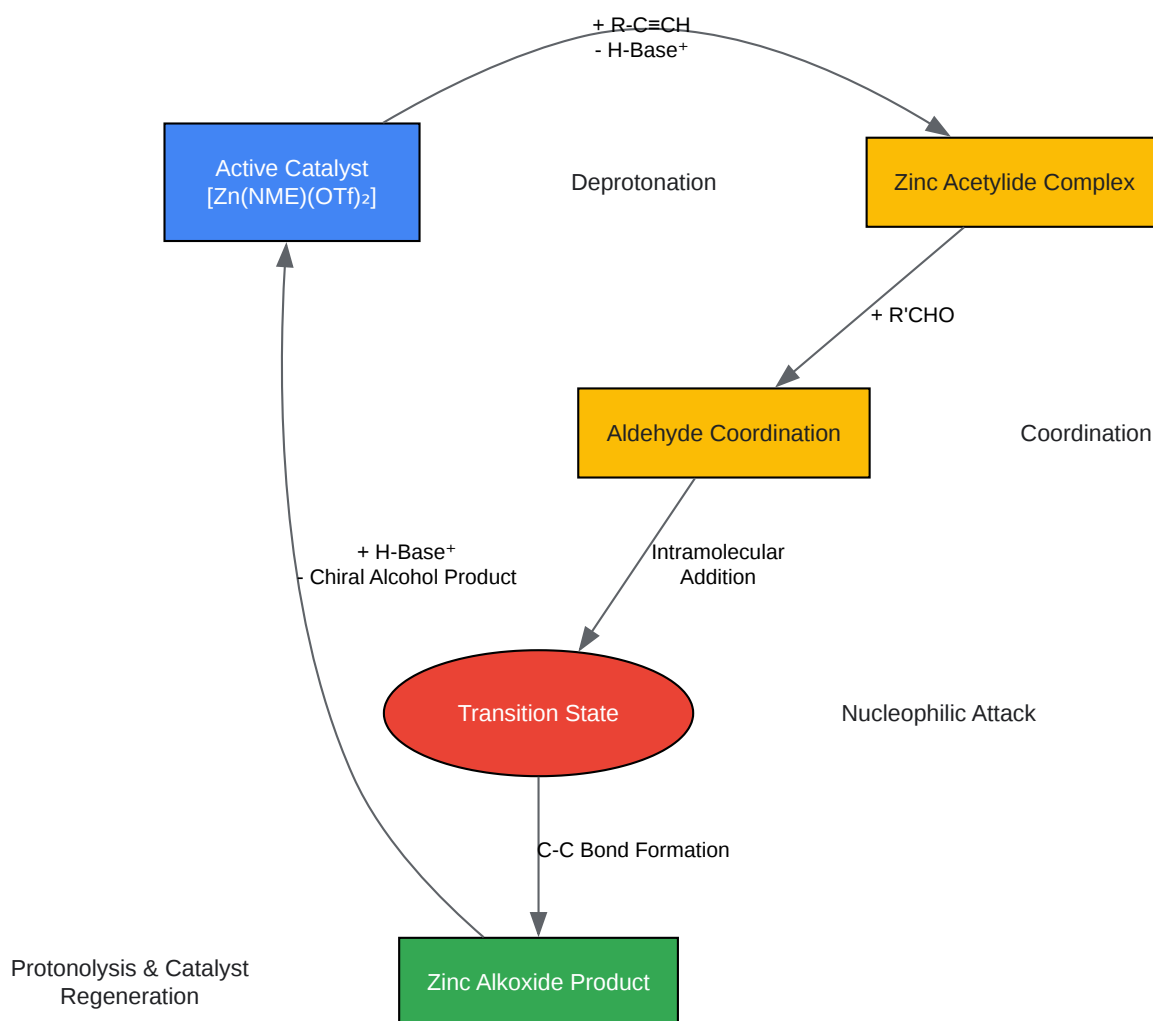 + R-C≡CH
- H-Base⁺
Active Catalyst
[Zn(NME)(OTf)₂]
Deprotonation
Zinc Acetylide Complex
+ R'CHO
Aldehyde Coordination
Coordination
+ H-Base⁺
- Chiral Alcohol Product
Intramolecular
Addition
Transition State
Nucleophilic Attack
C-C Bond Formation
Protonolysis & Catalyst
Regeneration
Zinc Alkoxide Product